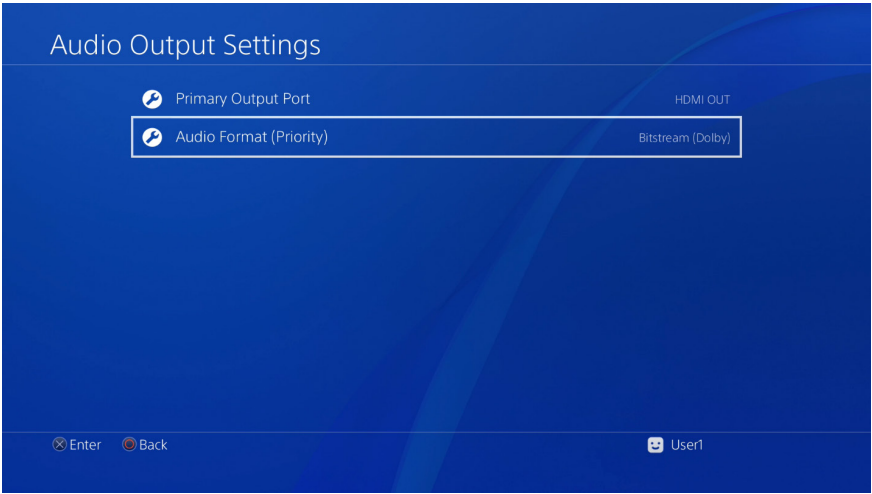 Audio Output Settings
Primary Output Port HDMI OUT
Audio Format (Priority) Bitstream (Dolby)
Enter Back User1